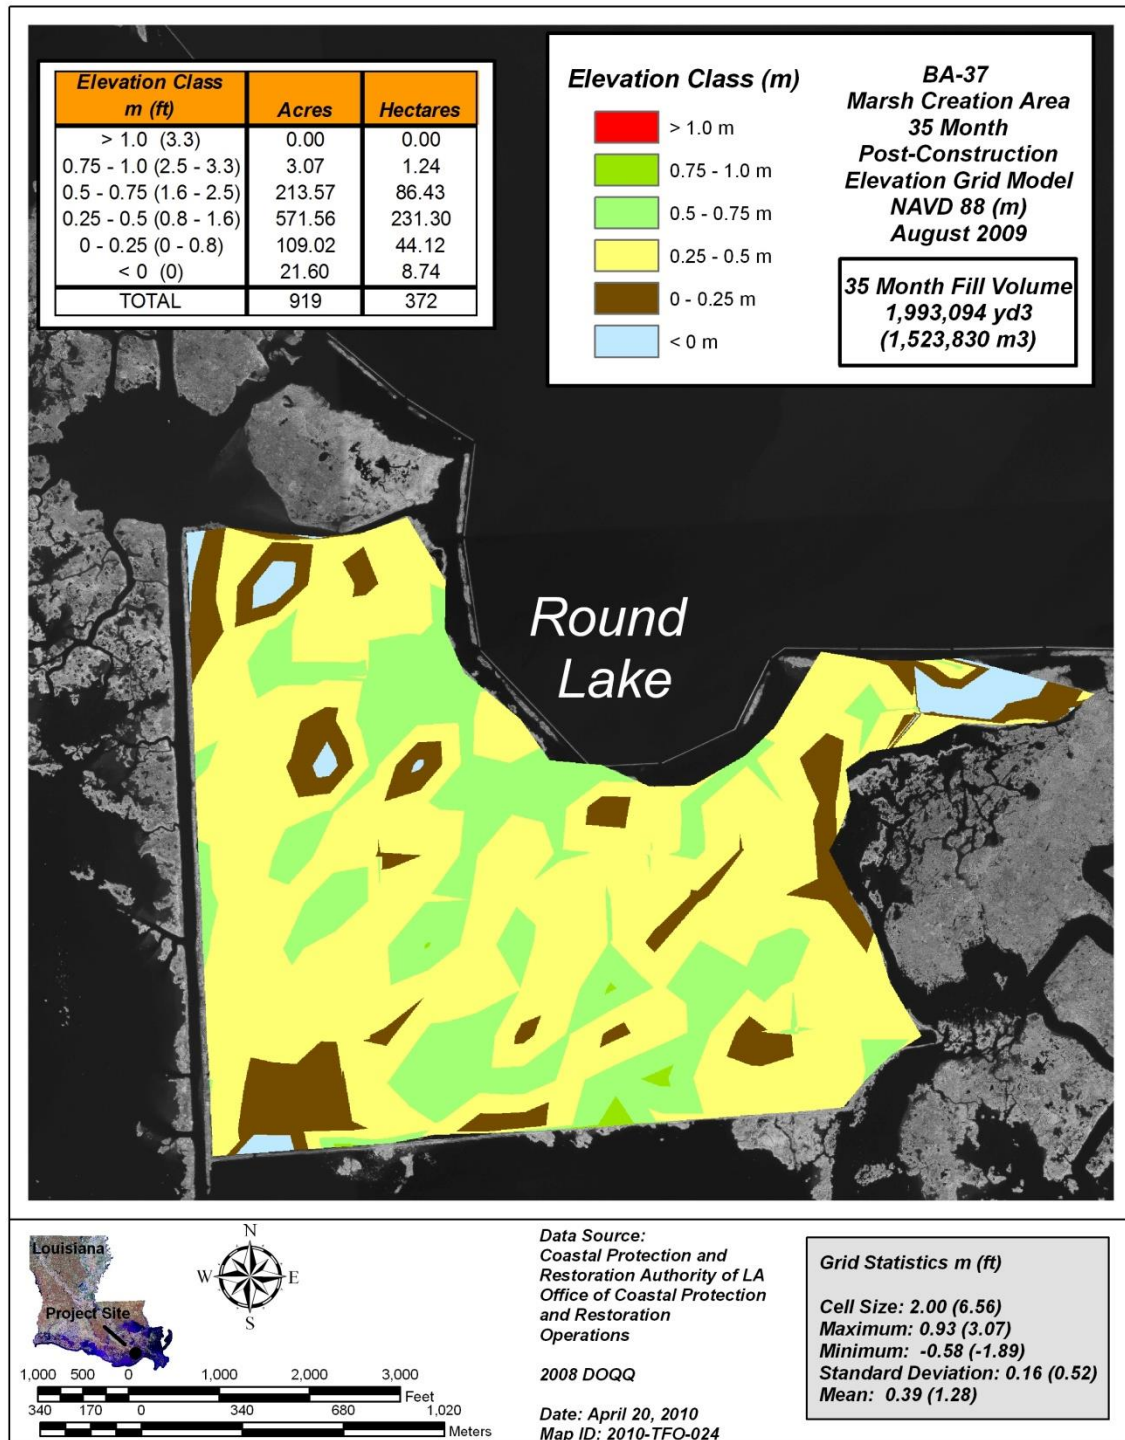 Elevation Class
m (ft) Acres Hectares
> 1.0 (3.3) 0.00 0.00
0.75 - 1.0 (2.5 - 3.3) 3.07 1.24
0.5 - 0.75 (1.6 - 2.5) 213.57 86.43
0.25 - 0.5 (0.8 - 1.6) 571.56 231.30
0 - 0.25 (0 - 0.8) 109.02 44.12
< 0 (0) 21.60 8.74
TOTAL 919 372
Elevation Class (m)
> 1.0 m
0.75 - 1.0 m
0.5 - 0.75 m
0.25 - 0.5 m
0 - 0.25 m
< 0 m
BA-37
Marsh Creation Area
35 Month
Post-Construction
Elevation Grid Model
NAVD 88 (m)
August 2009
35 Month Fill Volume
1,993,094 yd3
(1,523,830 m3)
Round
Lake
Louisiana
Project Site
N
W E
S
1,000 500 0 1,000 2,000 3,000
Feet
340 170 0 340 680 1,020
Meters
Data Source:
Coastal Protection and
Restoration Authority of LA
Office of Coastal Protection
and Restoration
Operations
2008 DOQQ
Date: April 20, 2010
Map ID: 2010-TFO-024
Grid Statistics m (ft)
Cell Size: 2.00 (6.56)
Maximum: 0.93 (3.07)
Minimum: -0.58 (-1.89)
Standard Deviation: 0.16 (0.52)
Mean: 0.39 (1.28)